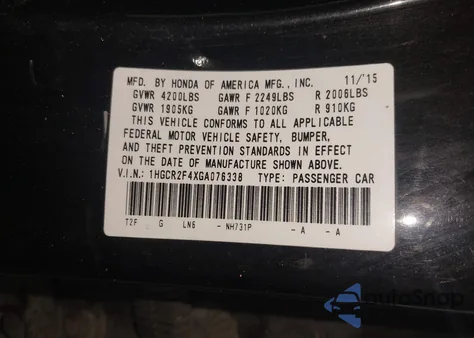 MFD. BY HONDA OF AMERICA MFG., INC. 11/15
GVWR 4200LBS GAWR F 2249LBS R 2006LBS
GVWR 1905KG GAWR F 1020KG R 910KG
THIS VEHICLE CONFORMS TO ALL APPLICABLE
FEDERAL MOTOR VEHICLE SAFETY, BUMPER,
AND THEFT PREVENTION STANDARDS IN EFFECT
ON THE DATE OF MANUFACTURE SHOWN ABOVE.
V.I.N.: 1HGCR2F4XGA076338 TYPE: PASSENGER CAR
T2F G LN6 - NH731P - A - A
autoSnap